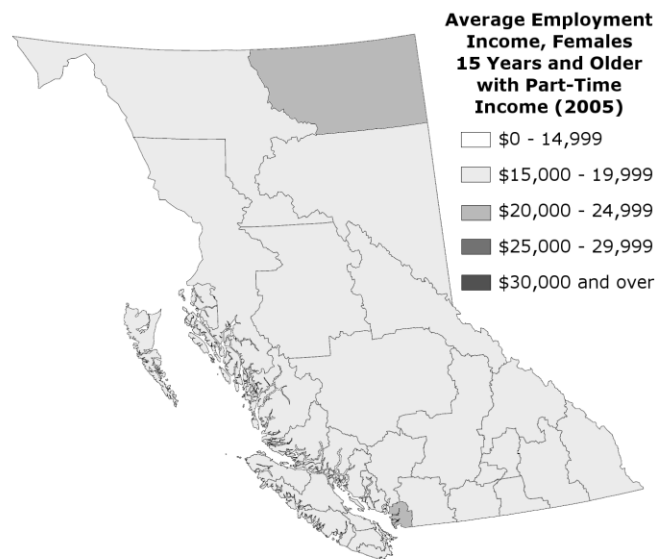 Average Employment
Income, Females
15 Years and Older
with Part-Time
Income (2005)
$0 - 14,999
$15,000 - 19,999
$20,000 - 24,999
$25,000 - 29,999
$30,000 and over